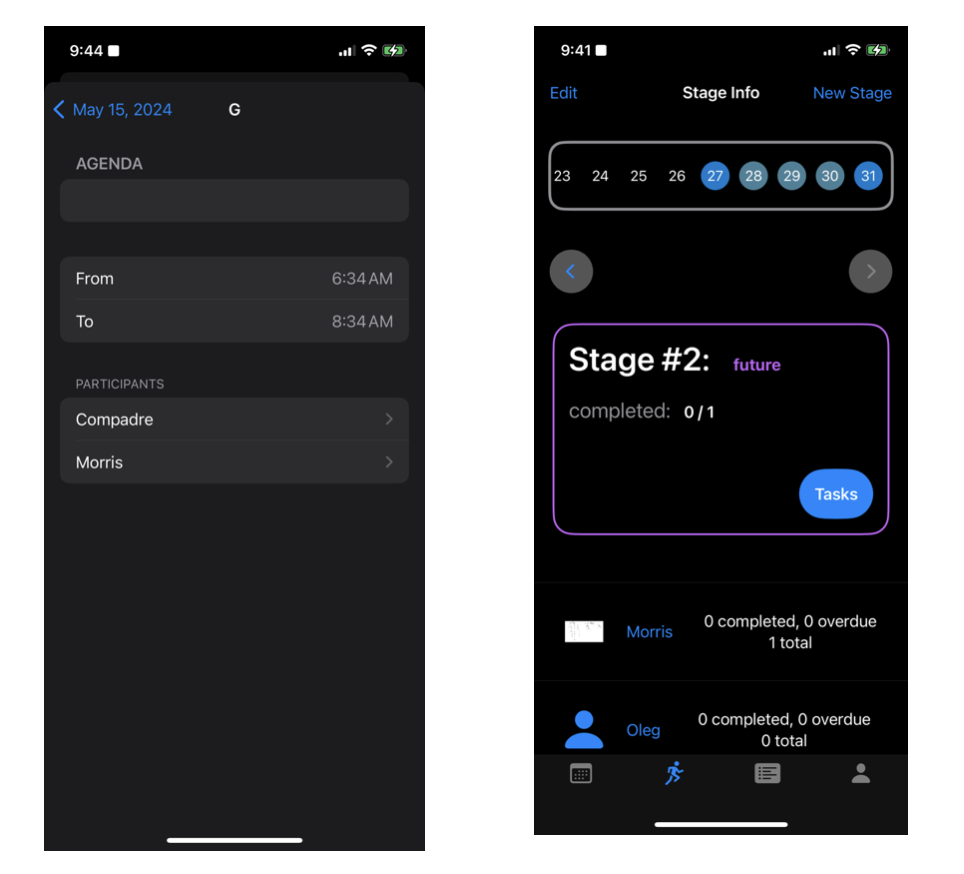 9:44
May 15, 2024 G
AGENDA
From 6:34 AM
To 8:34 AM
PARTICIPANTS
Compadre
Morris
9:41
Edit Stage Info New Stage
23 24 25 26 27 28 29 30 31
Stage #2: future
completed: 0 / 1
Tasks
Morris 0 completed, 0 overdue
1 total
Oleg 0 completed, 0 overdue
0 total